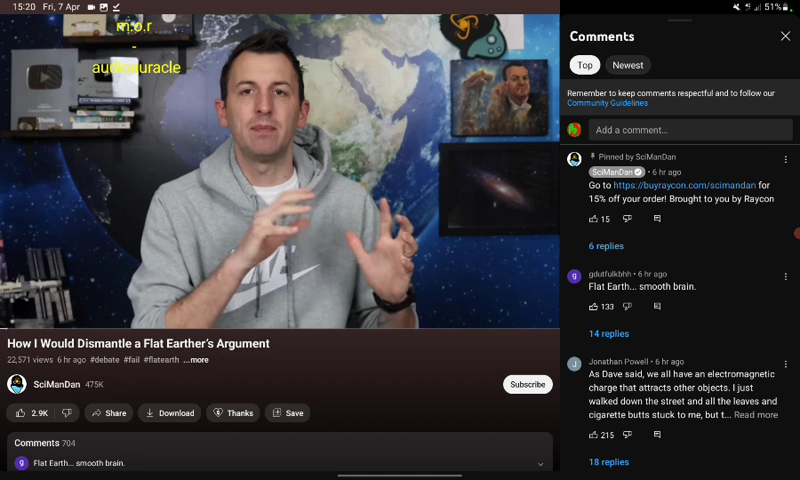 15:20 Fri, 7 Apr
51%
m.o.r
-
audioauracle
How I Would Dismantle a Flat Earther's Argument
22,571 views 6 hr ago #debate #fail #flatearth ...more
SciManDan 475K
Subscribe
2.9K
Share
Download
Thanks
Save
Comments 704
g
Flat Earth... smooth brain.
Comments
Top
Newest
Remember to keep comments respectful and to follow our
Community Guidelines
Add a comment...
Pinned by SciManDan
SciManDan • 6 hr ago
Go to https://buyraycon.com/scimandan for
15% off your order! Brought to you by Raycon
15
6 replies
g
gdutfulkbhh • 6 hr ago
Flat Earth... smooth brain.
133
14 replies
J
Jonathan Powell • 6 hr ago
As Dave said, we all have an electromagnetic
charge that attracts other objects. I just
walked down the street and all the leaves and
cigarette butts stuck to me, but t... Read more
215
18 replies